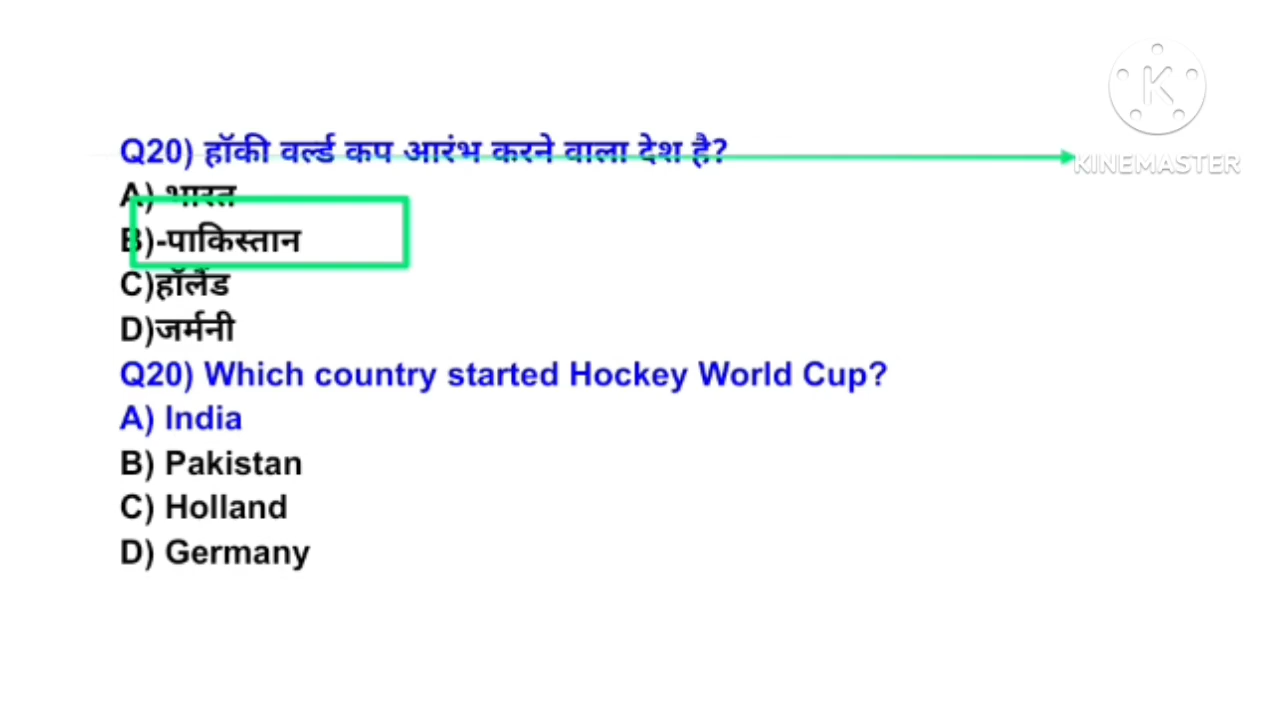 Q20) हॉकी वर्ल्ड कप आरंभ करने वाला देश है?
A) भारत
B)-पाकिस्तान
C)हॉलैंड
D)जर्मनी
Q20) Which country started Hockey World Cup?
A) India
B) Pakistan
C) Holland
D) Germany
K
KINEMASTER